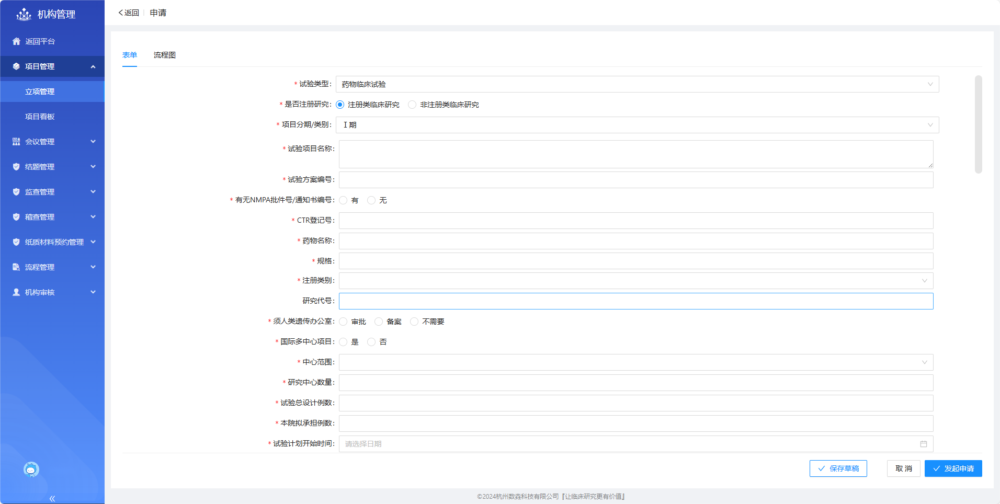 机构管理
返回平台
项目管理
立项管理
项目看板
会议管理
结题管理
监查管理
稽查管理
纸质材料预约管理
流程管理
机构审核
返回 申请
表单 流程图
* 试验类型: 药物临床试验
* 是否注册研究: 注册类临床研究 非注册类临床研究
* 项目分期/类别: Ⅰ期
* 试验项目名称:
* 试验方案编号:
* 有无NMPA批件号/通知书编号: 有 无
* CTR登记号:
* 药物名称:
* 规格:
* 注册类别:
研究代号:
* 须人类遗传办公室: 审批 备案 不需要
* 国际多中心项目: 是 否
* 中心范围:
* 研究中心数量:
* 试验总设计例数:
* 本院拟承担例数:
* 试验计划开始时间: 请选择日期
保存草稿 取 消 发起申请
©2024杭州数垚科技有限公司『让临床研究更有价值』